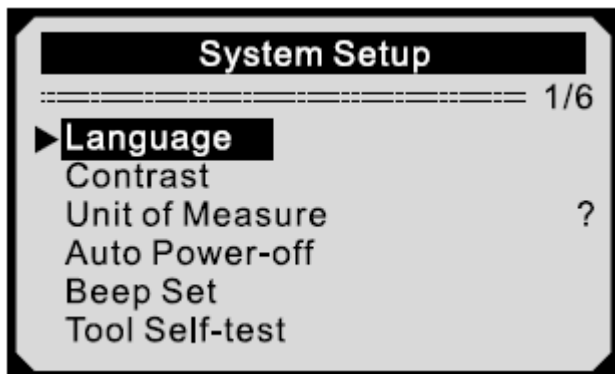 System Setup
1/6
Language
Contrast
Unit of Measure ?
Auto Power-off
Beep Set
Tool Self-test